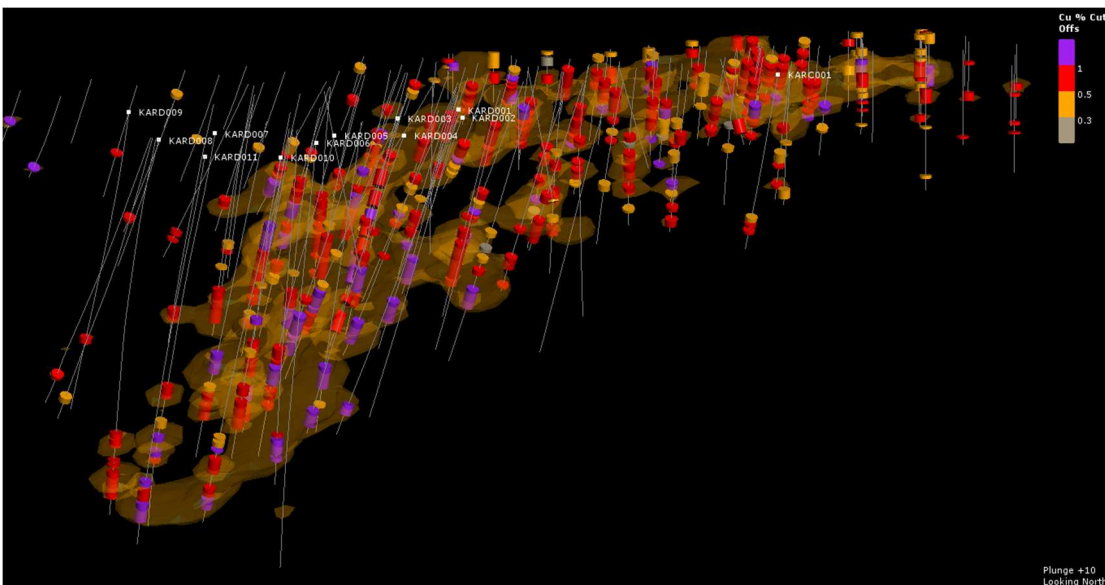 Cu % Cut
Offs
1
0.5
0.3
KARC001
KARD001
KARD002
KARD003
KARD009
KARD007
KARD005
KARD004
KARD008
KARD006
KARD011
KARD010
Plunge +10
Looking North